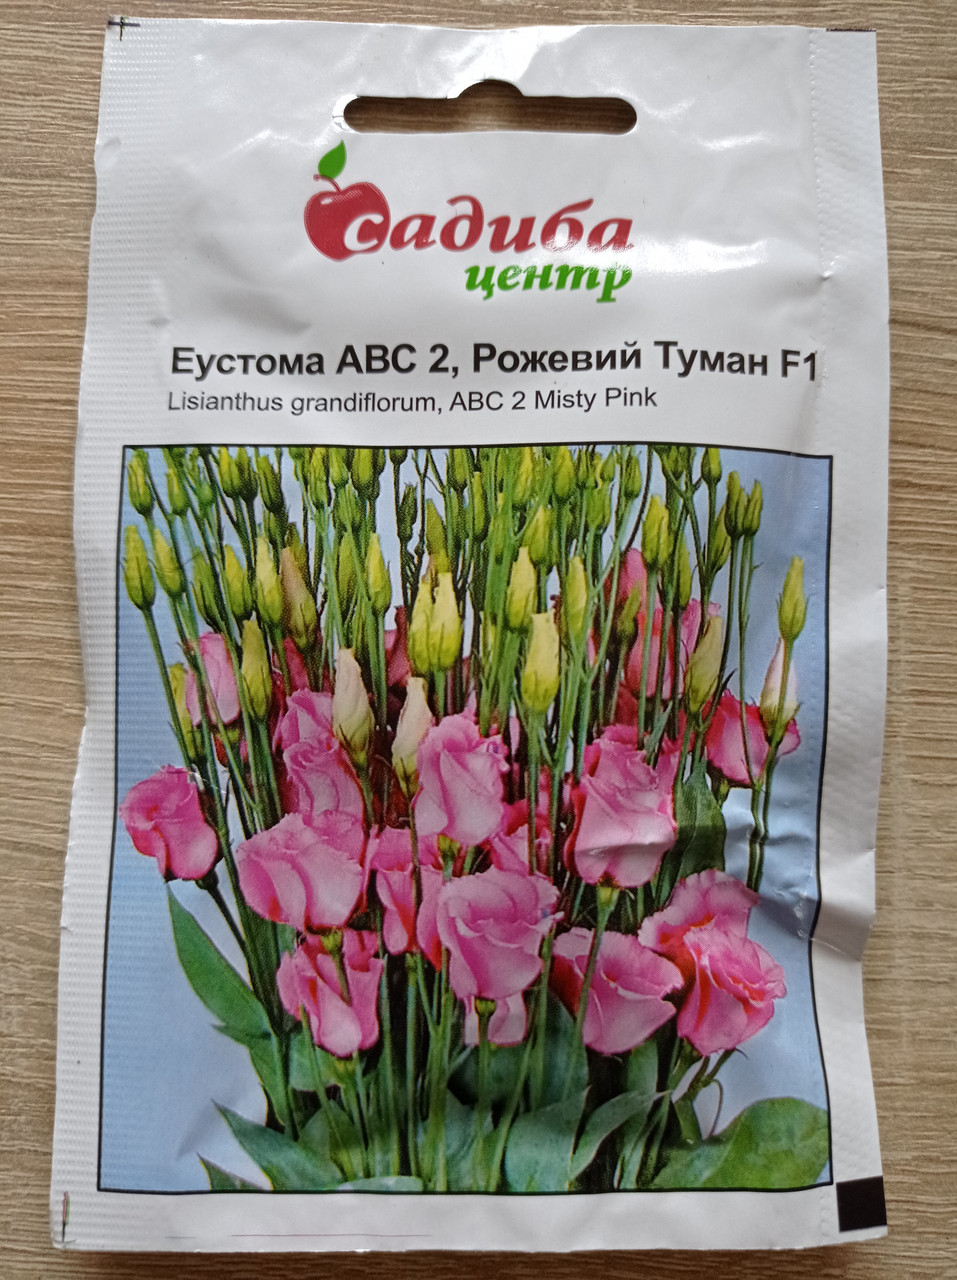 садиба
центр
Еустома АВС 2, Рожевий Туман F1
Lisianthus grandiflorum, ABC 2 Misty Pink